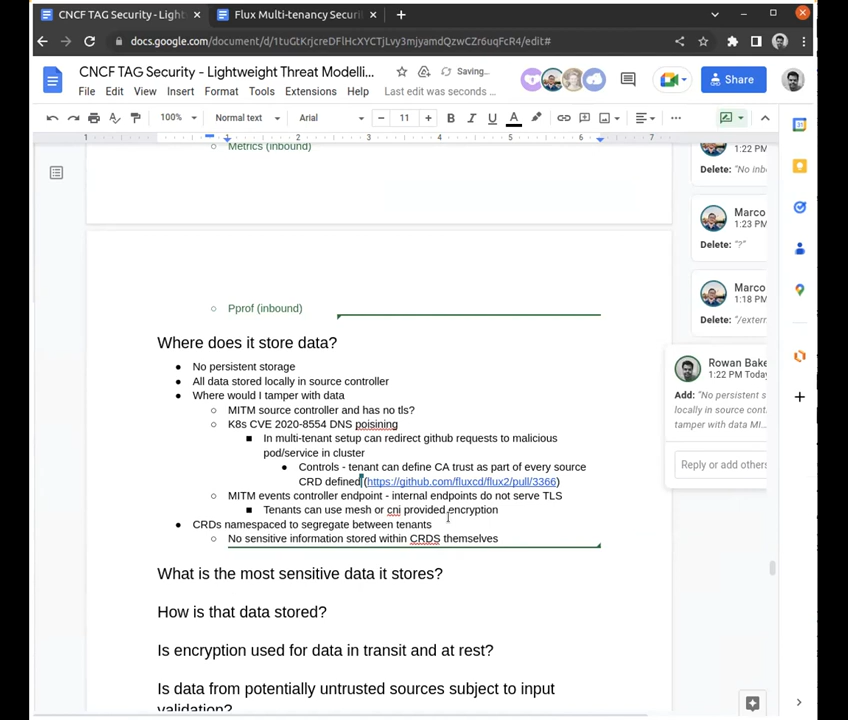 CNCF TAG Security - Light
Flux Multi-tenancy Securi
docs.google.com/document/d/1tuGtKrjcreDFlHcXYCTjLvy3mjyamdQzwCZr6uqFcR4/edit#
CNCF TAG Security - Lightweight Threat Modelli...
Saving...
Share
File Edit View Insert Format Tools Extensions Help Last edit was seconds ...
100% Normal text Arial 11
1 1 2 3 4 5 6 7
Metrics (inbound)
1:22 PM
Delete: "No inb
Marco
1:23 PM
Delete: "?"
Marco
1:18 PM
Delete: "/extern
Pprof (inbound)
Where does it store data?
No persistent storage
All data stored locally in source controller
Where would I tamper with data
MITM source controller and has no tls?
K8S CVE 2020-8554 DNS poisining
In multi-tenant setup can redirect github requests to malicious
pod/service in cluster
Controls - tenant can define CA trust as part of every source
CRD defined (https://github.com/fluxcd/flux2/pull/3366)
MITM events controller endpoint - internal endpoints do not serve TLS
Tenants can use mesh or cni provided encryption
CRDs namespaced to segregate between tenants
No sensitive information stored within CRDS themselves
Rowan Bake
1:22 PM Today
Add: "No persistent s
locally in source cont
tamper with data MI...
Reply or add others
What is the most sensitive data it stores?
How is that data stored?
Is encryption used for data in transit and at rest?
Is data from potentially untrusted sources subject to input
validation?